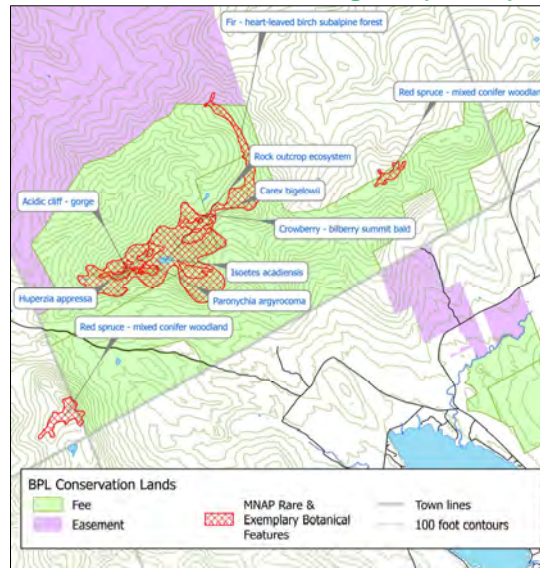 Fir - heart-leaved birch subalpine forest
Red spruce - mixed conifer woodland
Rock outcrop ecosystem
Carex bigelowii
Acidic cliff - gorge
Crowberry - bilberry summit bald
Isoetes acadiensis
Huperzia appressa
Paronychia argyrocoma
Red spruce - mixed conifer woodland
BPL Conservation Lands
Fee
Easement
MNAP Rare &
Exemplary Botanical
Features
Town lines
100 foot contours